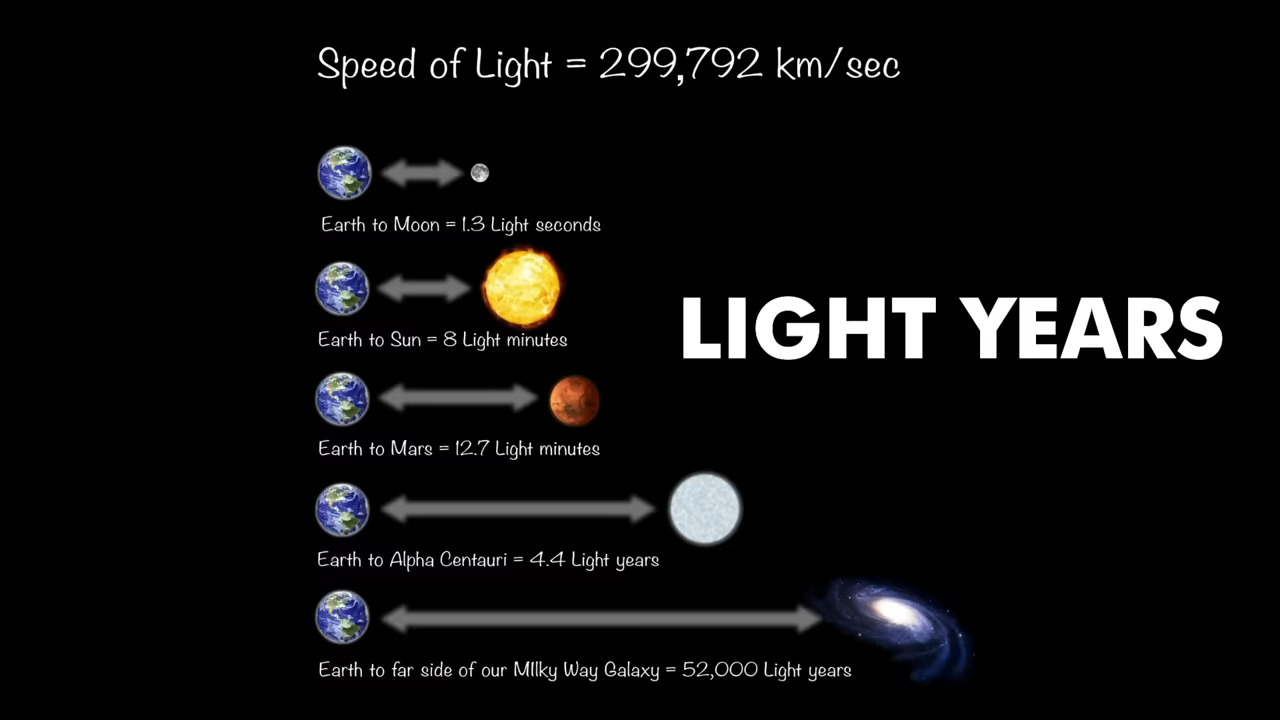 Speed of Light = 299,792 km/sec
Earth to Moon = 1.3 Light seconds
Earth to Sun = 8 Light minutes
LIGHT YEARS
Earth to Mars = 12.7 Light minutes
Earth to Alpha Centauri = 4.4 Light years
Earth to far side of our MIlky Way Galaxy = 52,000 Light years